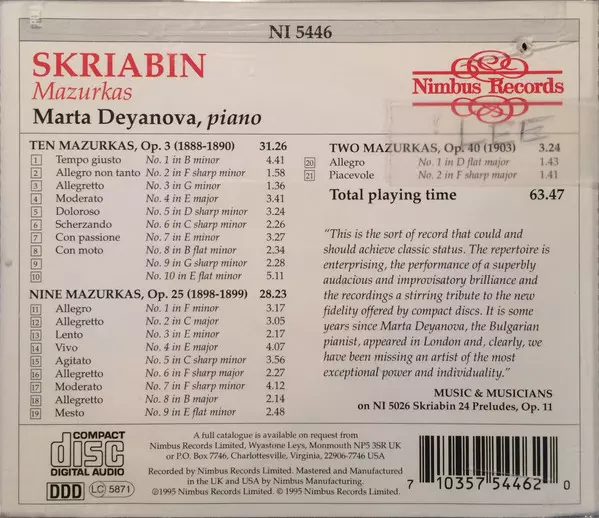 NI 5446
SKRIABIN
Mazurkas
Marta Deyanova, piano
Nimbus Records
LEE
TEN MAZURKAS, Op. 3 (1888-1890) 31.26
1 Tempo giusto No. 1 in B minor 4.41
2 Allegro non tanto No. 2 in F sharp minor 1.58
3 Allegretto No. 3 in G minor 1.36
4 Moderato No. 4 in E major 3.41
5 Doloroso No. 5 in D sharp minor 3.24
6 Scherzando No. 6 in C sharp minor 2.26
7 Con passione No. 7 in E minor 3.27
8 Con moto No. 8 in B flat minor 2.34
9 No. 9 in G sharp minor 2.28
10 No. 10 in E flat minor 5.11
NINE MAZURKAS, Op. 25 (1898-1899) 28.23
11 Allegro No. 1 in F minor 3.17
12 Allegretto No. 2 in C major 3.05
13 Lento No. 3 in E minor 2.17
14 Vivo No. 4 in E major 4.07
15 Agitato No. 5 in C sharp minor 3.56
16 Allegretto No. 6 in F sharp major 2.27
17 Moderato No. 7 in F sharp minor 4.12
18 Allegretto No. 8 in B major 2.14
19 Mesto No. 9 in E flat minor 2.48
TWO MAZURKAS, Op. 40 (1903) 3.24
20 Allegro No. 1 in D flat major 1.43
21 Piacevole No. 2 in F sharp major 1.41
Total playing time 63.47
"This is the sort of record that could and
should achieve classic status. The repertoire is
enterprising, the performance of a superbly
audacious and improvisatory brilliance and
the recordings a stirring tribute to the new
fidelity offered by compact discs. It is some
years since Marta Deyanova, the Bulgarian
pianist, appeared in London and, clearly, we
have been missing an artist of the most
exceptional power and individuality."
MUSIC & MUSICIANS
on NI 5026 Skriabin 24 Preludes, Op. 11
COMPACT
disc
DIGITAL AUDIO
DDD LC 5871
A full catalogue is available on request from
Nimbus Records Limited, Wyastone Leys, Monmouth NP5 3SR UK
or P.O. Box 7746, Charlottesville, Virginia, 22906-7746 USA
Recorded by Nimbus Records Limited. Mastered and Manufactured
in the UK and USA by Nimbus Manufacturing.
℗1995 Nimbus Records Limited. © 1995 Nimbus Records Limited.
7 10357 54462 0